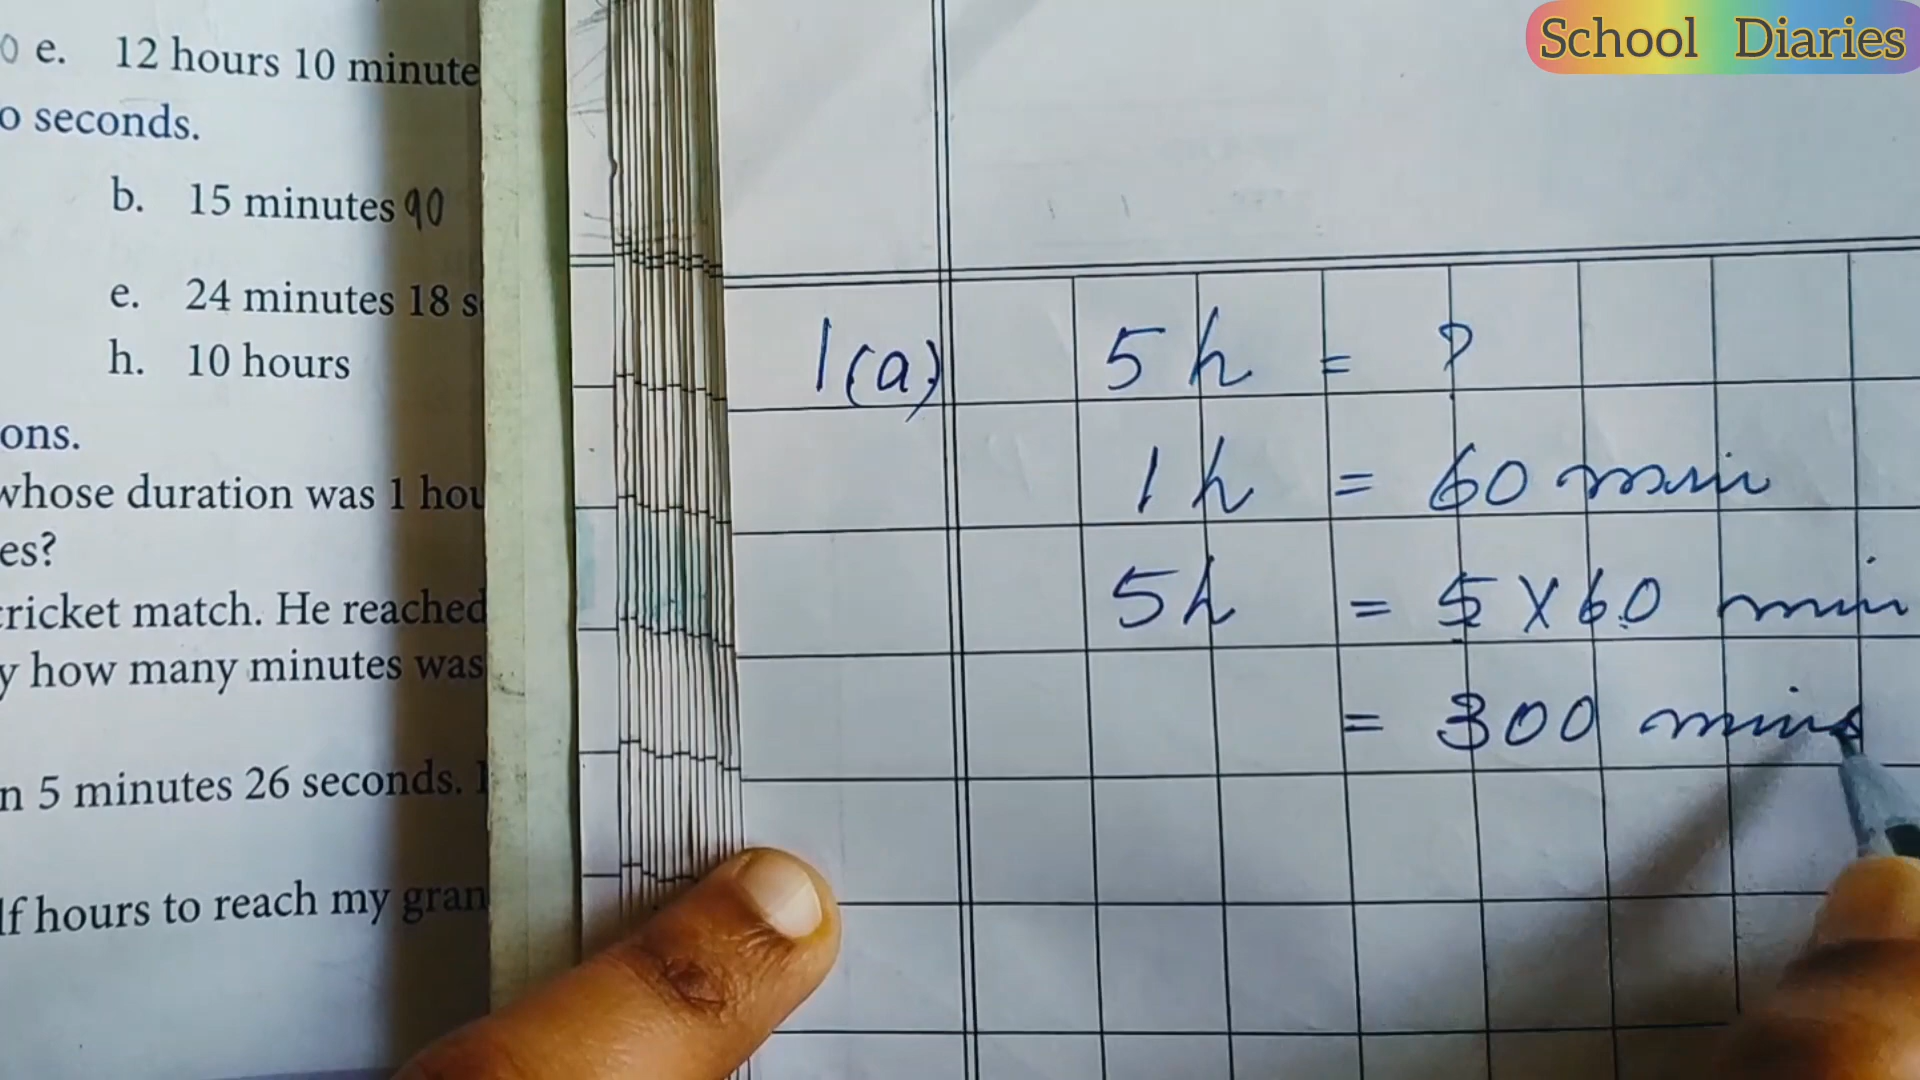 School Diaries
e. 12 hours 10 minute
o seconds.
b. 15 minutes 90
e. 24 minutes 18 s
h. 10 hours
ons.
whose duration was 1 hou
es?
cricket match. He reached
y how many minutes was
n 5 minutes 26 seconds.
lf hours to reach my gran
1(a) 5 h = ?
1 h = 60 min
5h = 5 X 60 min
= 300 mins